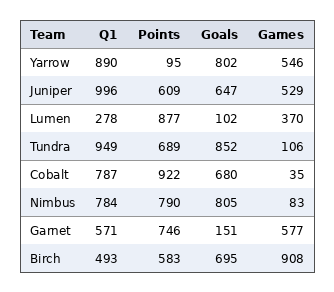 Team Q1 Points Goals Games
Yarrow 890 95 802 546
Juniper 996 609 647 529
Lumen 278 877 102 370
Tundra 949 689 852 106
Cobalt 787 922 680 35
Nimbus 784 790 805 83
Garnet 571 746 151 577
Birch 493 583 695 908